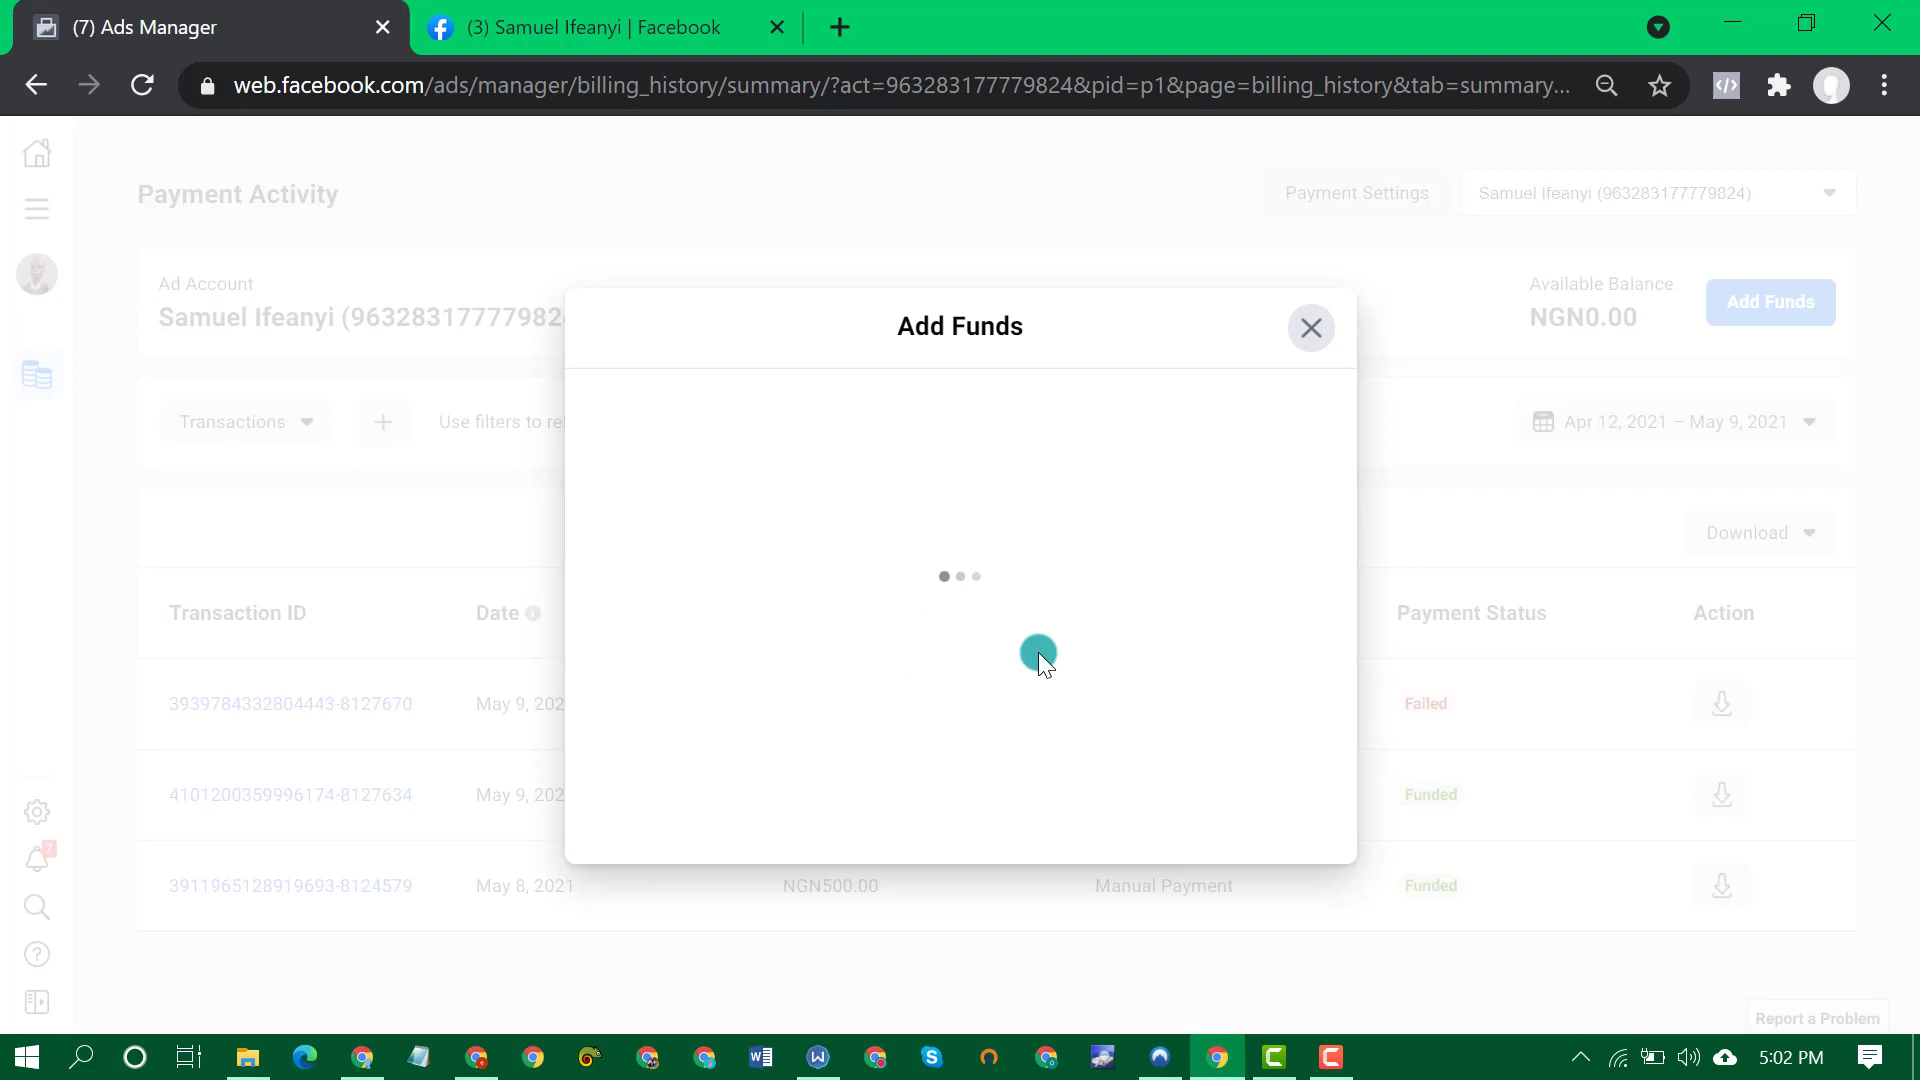 (7) Ads Manager
(3) Samuel Ifeanyi | Facebook
web.facebook.com/ads/manager/billing_history/summary/?act=963283177779824&pid=p1&page=billing_history&tab=summary...
Payment Activity
Payment Settings
Samuel Ifeanyi (963283177779824)
Ad Account
Samuel Ifeanyi (96328317777982
Available Balance
NGN0.00
Add Funds
Add Funds
Transactions
Use filters to re
Apr 12, 2021 – May 9, 2021
Download
Transaction ID
Date
Payment Status
Action
3939784332804443-8127670
May 9, 202
Failed
4101200359996174-8127634
May 9, 202
Funded
3911965128919693-8124579
May 8, 2021
NGN500.00
Manual Payment
Funded
7
Report a Problem
5:02 PM